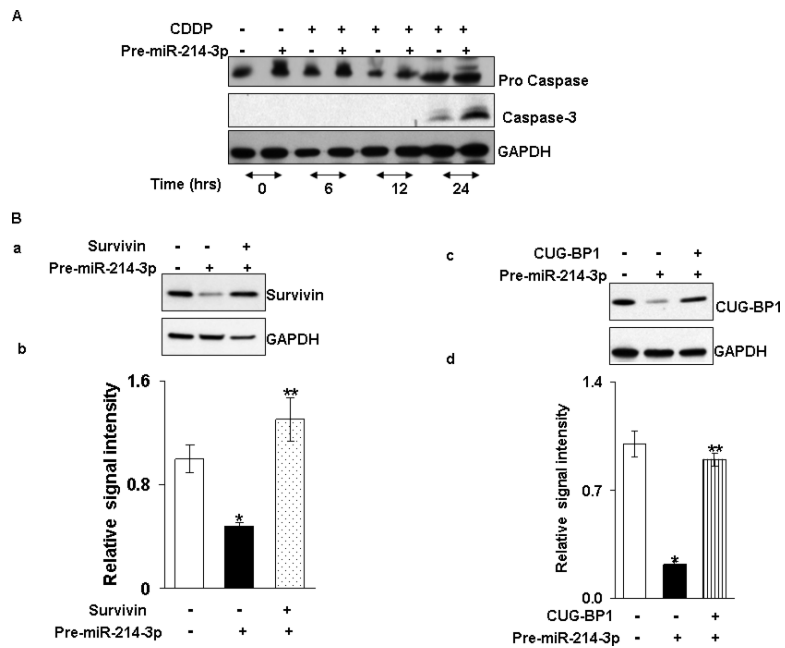 A
CDDP - - + + + + + +
Pre-miR-214-3p - + - + - + - +
Pro Caspase
Caspase-3
GAPDH
Time (hrs) 0 6 12 24
B
a
Survivin - - +
Pre-miR-214-3p - + +
Survivin
GAPDH
b
Relative signal intensity
1.6
0.8
0
*
**
Survivin - - +
Pre-miR-214-3p - + +
c
CUG-BP1 - - +
Pre-miR-214-3p - + +
CUG-BP1
GAPDH
d
Relative signal intensity
1.4
0.7
0.0
*
**
CUG-BP1 - - +
Pre-miR-214-3p - + +